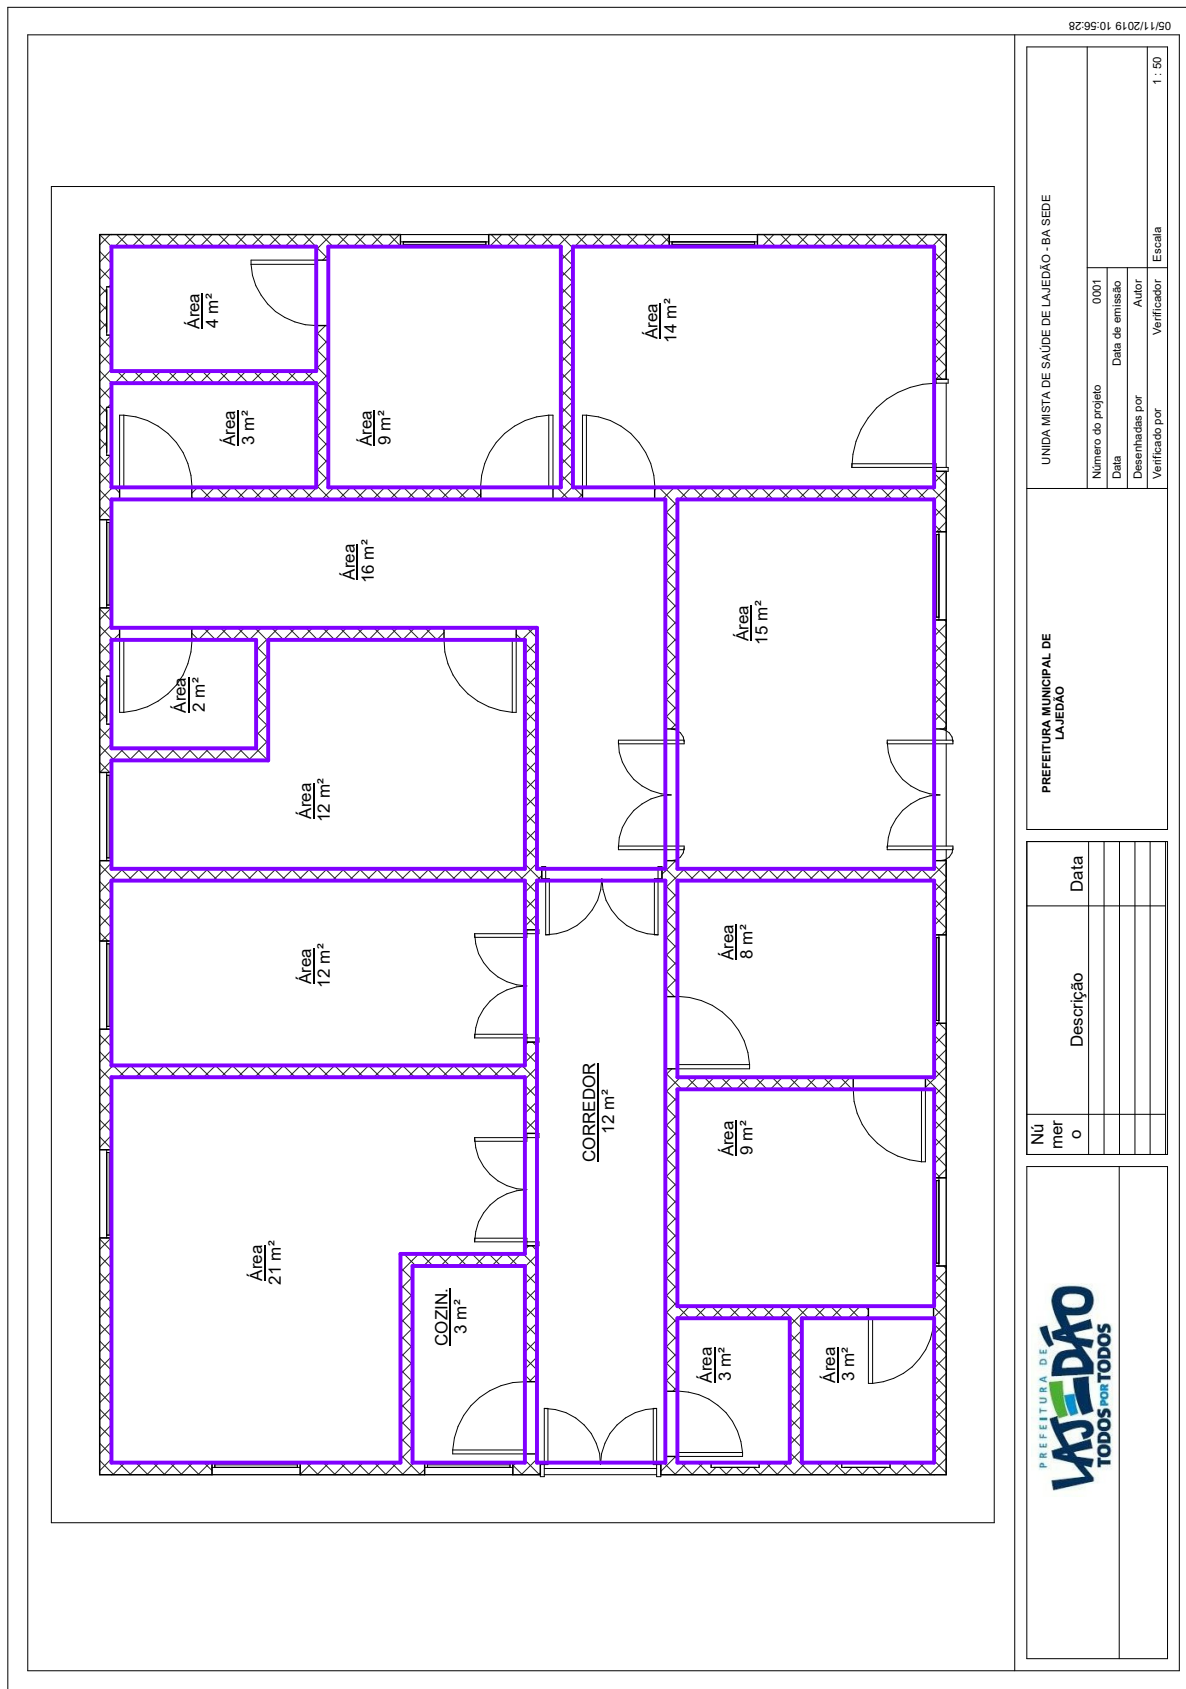 05/11/2019 10:56:28
Área
4 m²
Área
3 m²
Área
9 m²
Área
14 m²
Área
16 m²
Área
15 m²
Área
2 m²
Área
12 m²
Área
12 m²
Área
8 m²
CORREDOR
12 m²
Área
9 m²
Área
21 m²
COZIN.
3 m²
Área
3 m²
Área
3 m²
UNIDA MISTA DE SAÚDE DE LAJEDÃO - BA SEDE
Número do projeto 0001
Data Data de emissão
Desenhadas por Autor
Verificado por Verificador
Escala 1 : 50
PREFEITURA MUNICIPAL DE
LAJEDÃO
Nú
mer
o
Descrição
Data
PREFEITURA DE
LAJEDÃO
TODOS POR TODOS